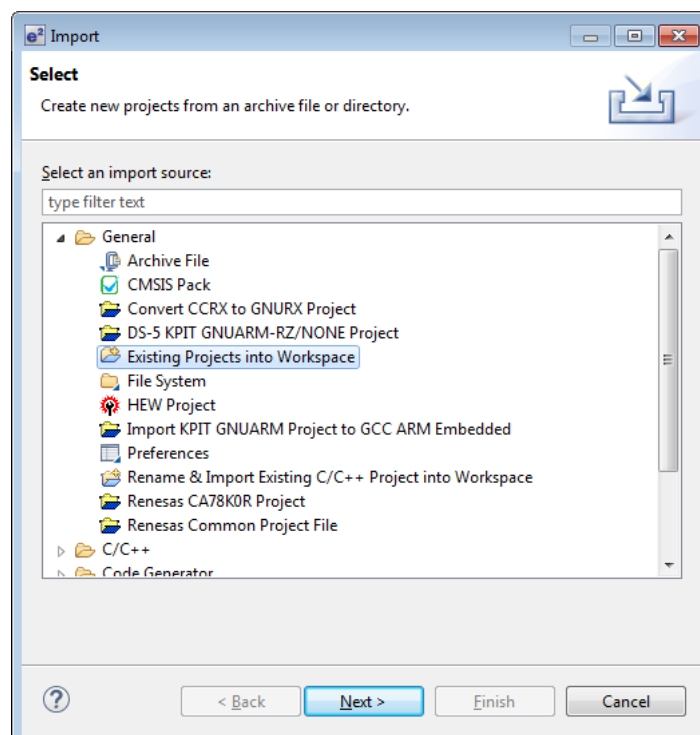 e² Import
Select
Create new projects from an archive file or directory.
Select an import source:
type filter text
General
Archive File
CMSIS Pack
Convert CCRX to GNURX Project
DS-5 KPIT GNUARM-RZ/NONE Project
Existing Projects into Workspace
File System
HEW Project
Import KPIT GNUARM Project to GCC ARM Embedded
Preferences
Rename & Import Existing C/C++ Project into Workspace
Renesas CA78K0R Project
Renesas Common Project File
C/C++
Code Generator
? < Back Next > Finish Cancel